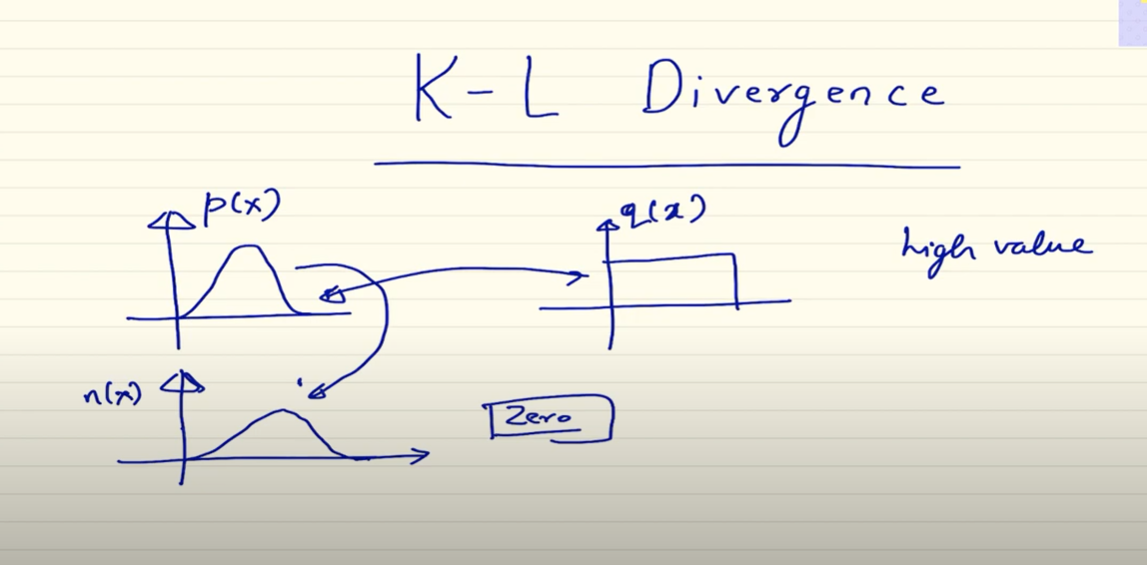 K-L Divergence
p(x)
q(x)
high value
n(x)
Zero